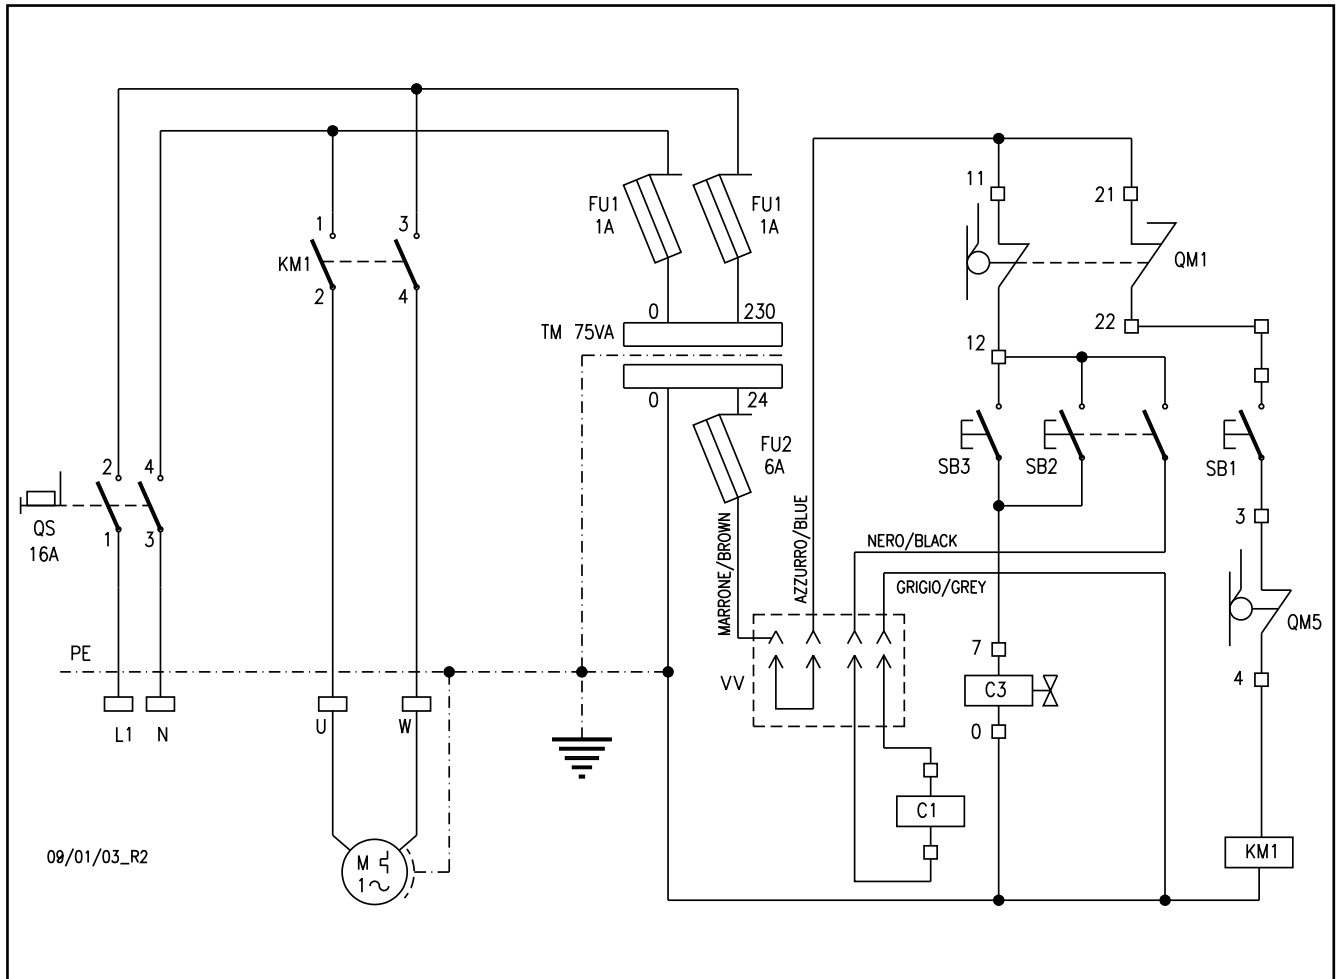 11
21
FU1
1A
FU1
1A
1
3
KM1
QM1
2
4
0
230
TM 75VA
22
12
0
24
FU2
6A
2
4
SB3
SB2
SB1
QS
16A
1
3
MARRONE/BROWN
AZZURRO/BLUE
NERO/BLACK
3
GRIGIO/GREY
QM5
PE
7
4
VV
C3
L1
N
U
W
0
C1
KM1
09/01/03_R2
M
1~